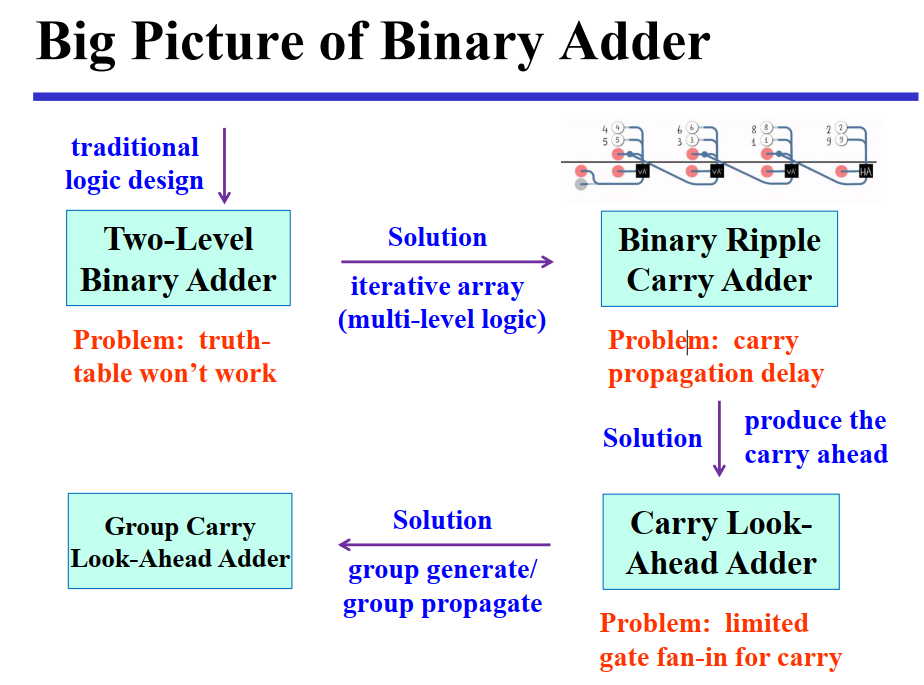 Big Picture of Binary Adder
traditional
logic design
4 4 6 6 8 8 2 2
5 5 3 3 1 1 9 9
VA VA VA HA
Two-Level
Binary Adder
Solution
iterative array
(multi-level logic)
Binary Ripple
Carry Adder
Problem: truth-
table won't work
Problem: carry
propagation delay
Solution
produce the
carry ahead
Group Carry
Look-Ahead Adder
Solution
group generate/
group propagate
Carry Look-
Ahead Adder
Problem: limited
gate fan-in for carry